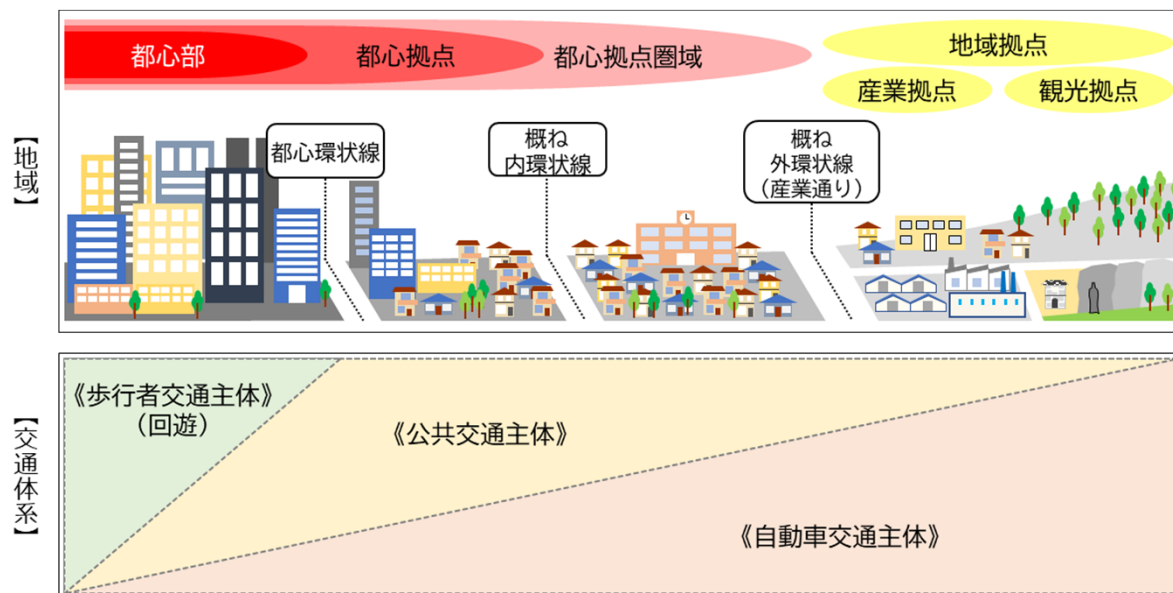 【地域】
都心部
都心拠点
都心拠点圏域
地域拠点
産業拠点
観光拠点
都心環状線
概ね
内環状線
概ね
外環状線
（産業通り）
【交通体系】
《歩行者交通主体》
（回遊）
《公共交通主体》
《自動車交通主体》